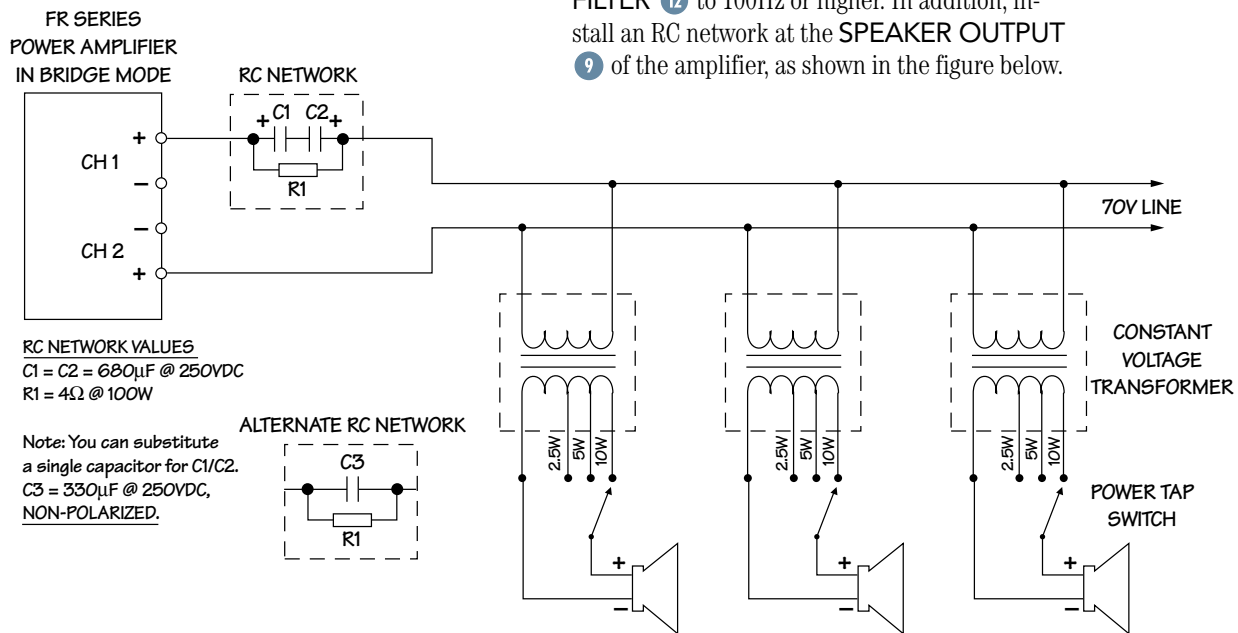 FILTER 12 to 100Hz or higher. In addition, in-
stall an RC network at the SPEAKER OUTPUT
9 of the amplifier, as shown in the figure below.
FR SERIES
POWER AMPLIFIER
IN BRIDGE MODE
RC NETWORK
+ C1 C2 +
R1
+
CH 1
−
−
CH 2
+
70V LINE
RC NETWORK VALUES
C1 = C2 = 680µF @ 250VDC
R1 = 4Ω @ 100W
Note: You can substitute
a single capacitor for C1/C2.
C3 = 330µF @ 250VDC,
NON-POLARIZED.
ALTERNATE RC NETWORK
C3
R1
CONSTANT
VOLTAGE
TRANSFORMER
2.5W 5W 10W
2.5W 5W 10W
2.5W 5W 10W
POWER TAP
SWITCH
+ + +
− − −